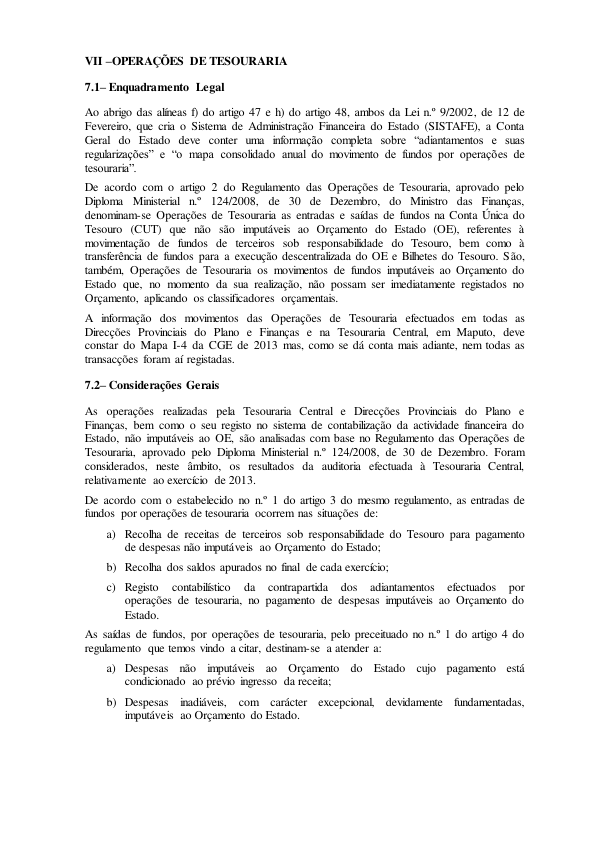 VII –OPERAÇÕES DE TESOURARIA
7.1– Enquadramento Legal
Ao abrigo das alíneas f) do artigo 47 e h) do artigo 48, ambos da Lei n.º 9/2002, de 12 de
Fevereiro, que cria o Sistema de Administração Financeira do Estado (SISTAFE), a Conta
Geral do Estado deve conter uma informação completa sobre “adiantamentos e suas
regularizações” e “o mapa consolidado anual do movimento de fundos por operações de
tesouraria”.
De acordo com o artigo 2 do Regulamento das Operações de Tesouraria, aprovado pelo
Diploma Ministerial n.º 124/2008, de 30 de Dezembro, do Ministro das Finanças,
denominam-se Operações de Tesouraria as entradas e saídas de fundos na Conta Única do
Tesouro (CUT) que não são imputáveis ao Orçamento do Estado (OE), referentes à
movimentação de fundos de terceiros sob responsabilidade do Tesouro, bem como à
transferência de fundos para a execução descentralizada do OE e Bilhetes do Tesouro. São,
também, Operações de Tesouraria os movimentos de fundos imputáveis ao Orçamento do
Estado que, no momento da sua realização, não possam ser imediatamente registados no
Orçamento, aplicando os classificadores orçamentais.
A informação dos movimentos das Operações de Tesouraria efectuados em todas as
Direcções Provinciais do Plano e Finanças e na Tesouraria Central, em Maputo, deve
constar do Mapa I-4 da CGE de 2013 mas, como se dá conta mais adiante, nem todas as
transacções foram aí registadas.
7.2– Considerações Gerais
As operações realizadas pela Tesouraria Central e Direcções Provinciais do Plano e
Finanças, bem como o seu registo no sistema de contabilização da actividade financeira do
Estado, não imputáveis ao OE, são analisadas com base no Regulamento das Operações de
Tesouraria, aprovado pelo Diploma Ministerial n.º 124/2008, de 30 de Dezembro. Foram
considerados, neste âmbito, os resultados da auditoria efectuada à Tesouraria Central,
relativamente ao exercício de 2013.
De acordo com o estabelecido no n.º 1 do artigo 3 do mesmo regulamento, as entradas de
fundos por operações de tesouraria ocorrem nas situações de:
a) Recolha de receitas de terceiros sob responsabilidade do Tesouro para pagamento
de despesas não imputáveis ao Orçamento do Estado;
b) Recolha dos saldos apurados no final de cada exercício;
c) Registo contabilístico da contrapartida dos adiantamentos efectuados por
operações de tesouraria, no pagamento de despesas imputáveis ao Orçamento do
Estado.
As saídas de fundos, por operações de tesouraria, pelo preceituado no n.º 1 do artigo 4 do
regulamento que temos vindo a citar, destinam-se a atender a:
a) Despesas não imputáveis ao Orçamento do Estado cujo pagamento está
condicionado ao prévio ingresso da receita;
b) Despesas inadiáveis, com carácter excepcional, devidamente fundamentadas,
imputáveis ao Orçamento do Estado.